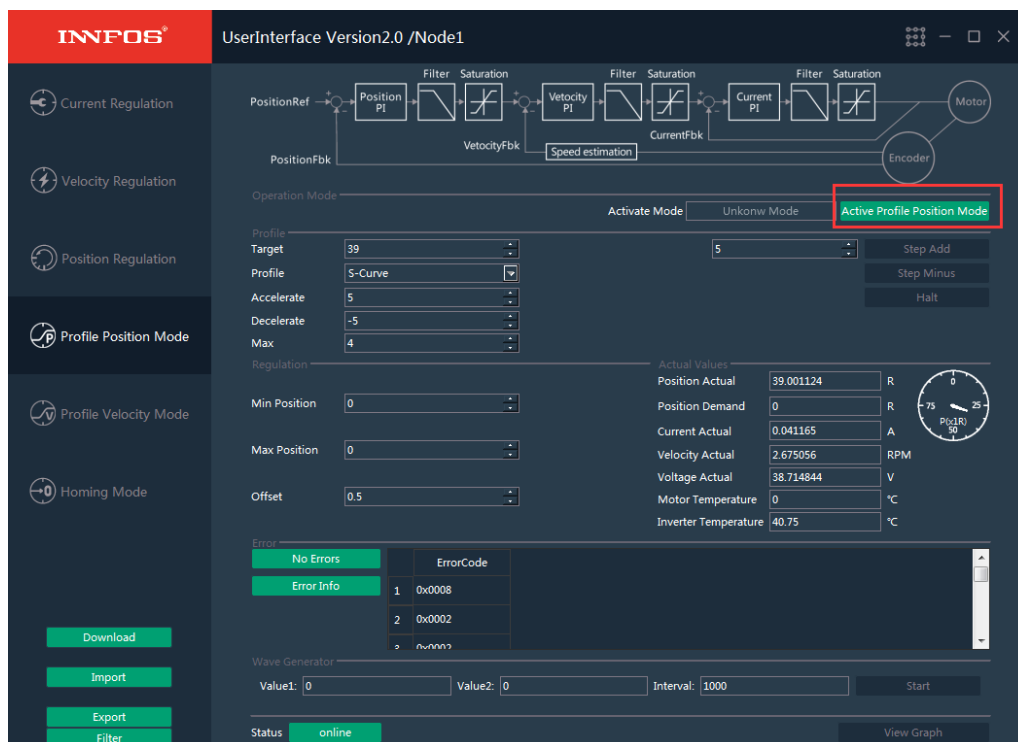 INNFOS®
UserInterface Version2.0 /Node1
Current Regulation
Velocity Regulation
Position Regulation
Profile Position Mode
Profile Velocity Mode
Homing Mode
Download
Import
Export
Filter
Filter Saturation Filter Saturation Filter Saturation
PositionRef + Position PI + Velocity PI + Current PI Motor
- - -
CurrentFbk
VetocityFbk Speed estimation
PositionFbk Encoder
Operation Mode
Activate Mode Unkonw Mode Active Profile Position Mode
Profile
Target 39 5 Step Add
Profile S-Curve Step Minus
Accelerate 5 Halt
Decelerate -5
Max 4
Regulation
Min Position 0
Max Position 0
Offset 0.5
Actual Values
Position Actual 39.001124 R
Position Demand 0 R
Current Actual 0.041165 A
Velocity Actual 2.675056 RPM
Voltage Actual 38.714844 V
Motor Temperature 0 °C
Inverter Temperature 40.75 °C
0
75 25
P(x1R)
50
Error
No Errors
Error Info
ErrorCode
1 0x0008
2 0x0002
3 0x0002
Wave Generator
Value1: 0 Value2: 0 Interval: 1000 Start
Status online View Graph